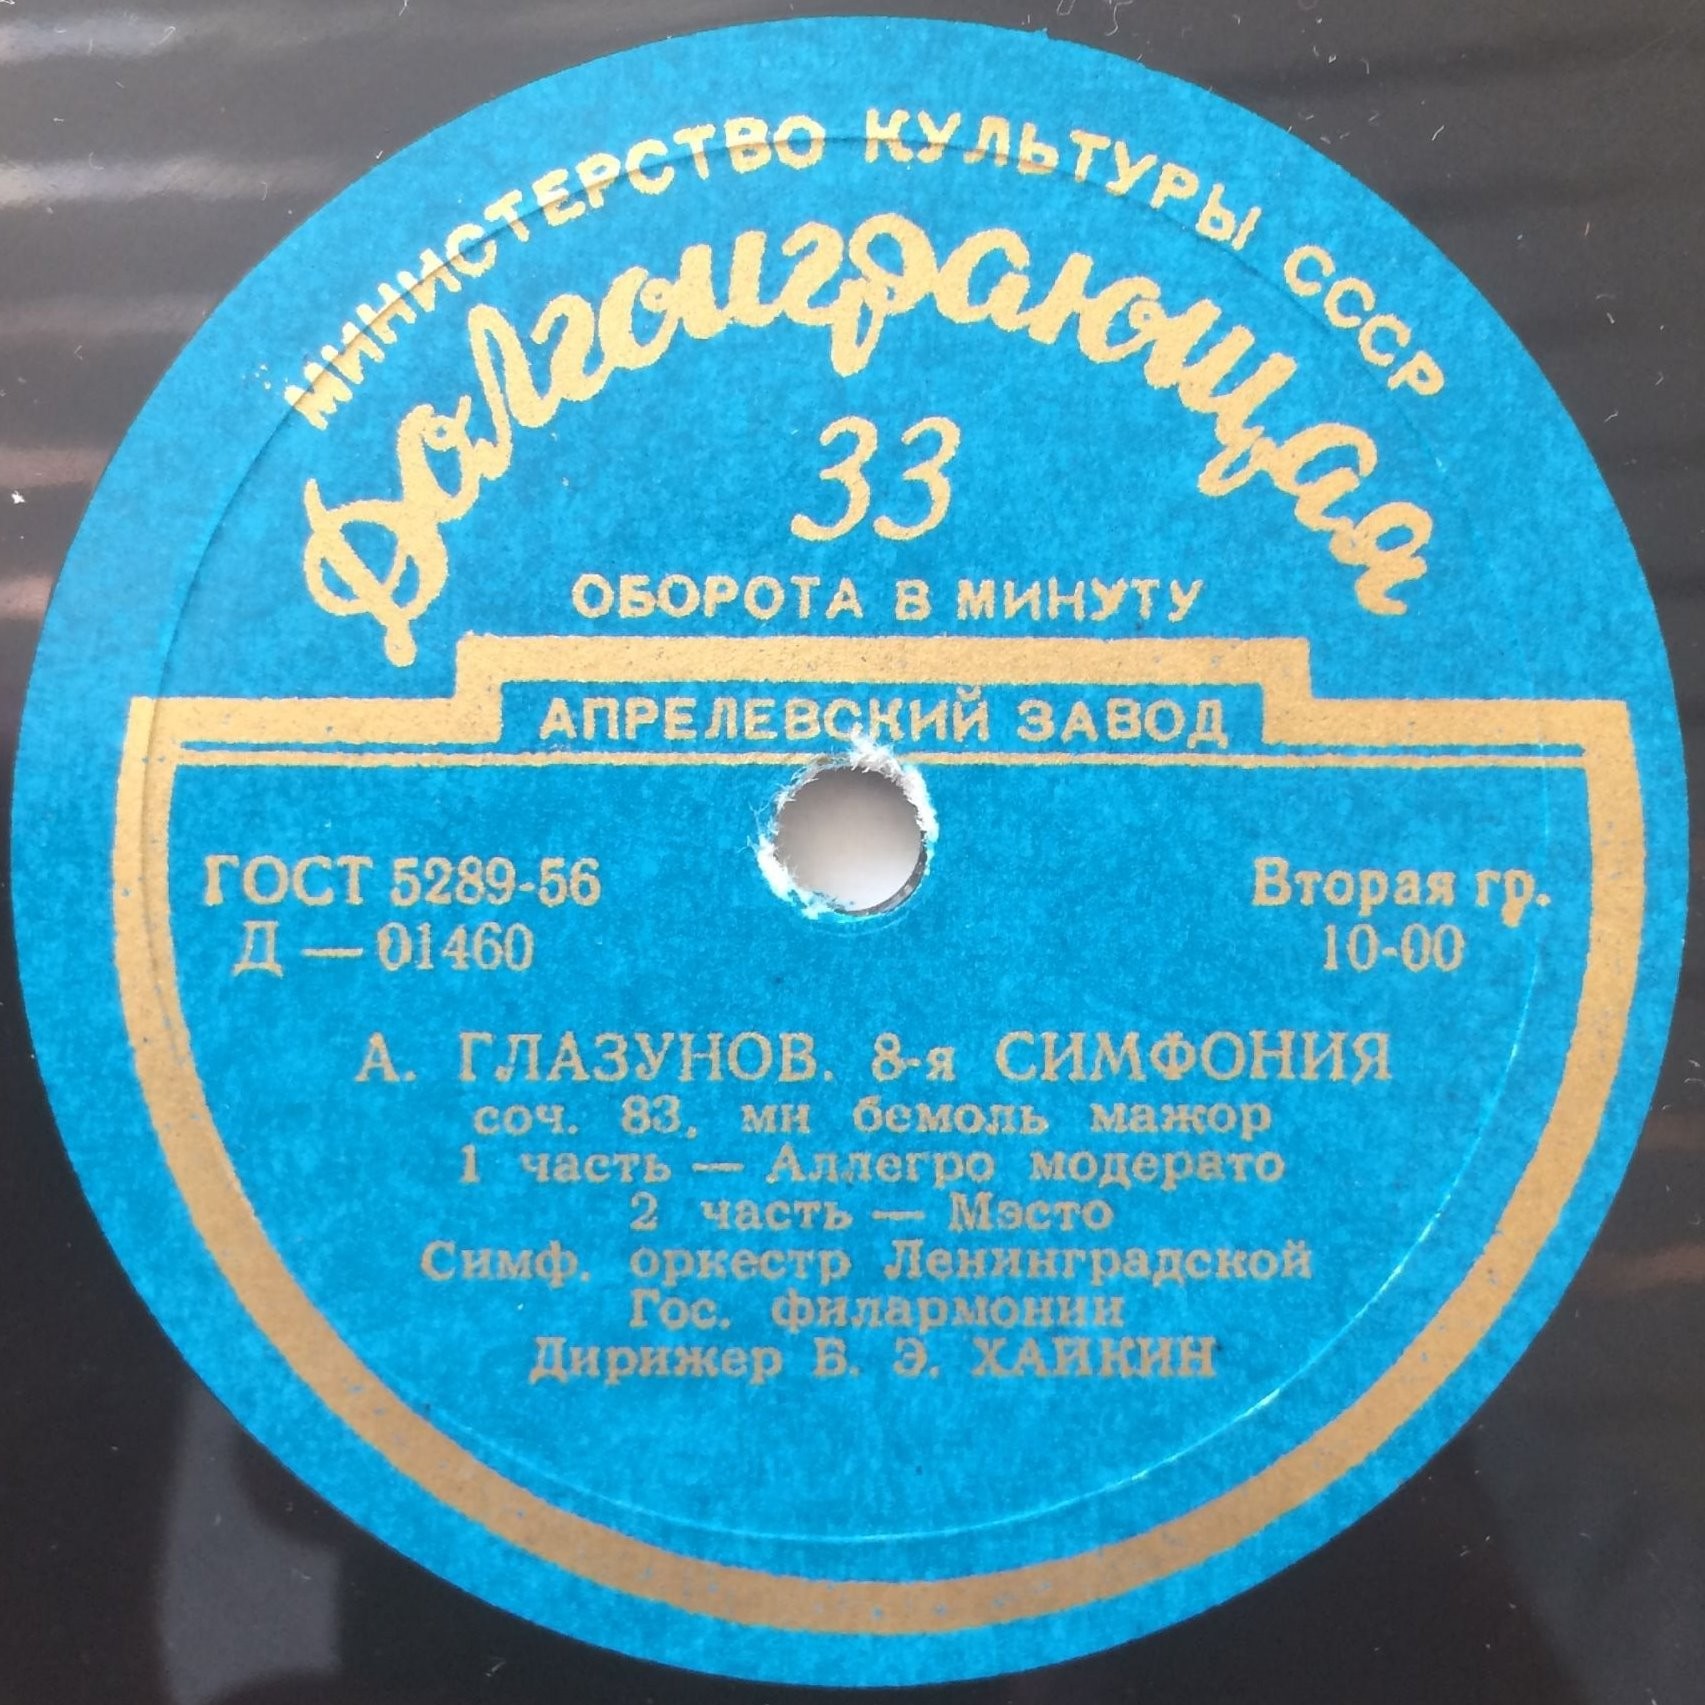 МИНИСТЕРСТВО КУЛЬТУРЫ СССР
Долгоиграющая
33
ОБОРОТА В МИНУТУ
АПРЕЛЕВСКИЙ ЗАВОД
ГОСТ 5289-56
Вторая гр.
Д — 01460
10-00
А. ГЛАЗУНОВ. 8-я СИМФОНИЯ
соч. 83, ми бемоль мажор
1 часть — Аллегро модерато
2 часть — Мэсто
Симф. оркестр Ленинградской
Гос. филармонии
Дирижер Б. Э. ХАЙКИН